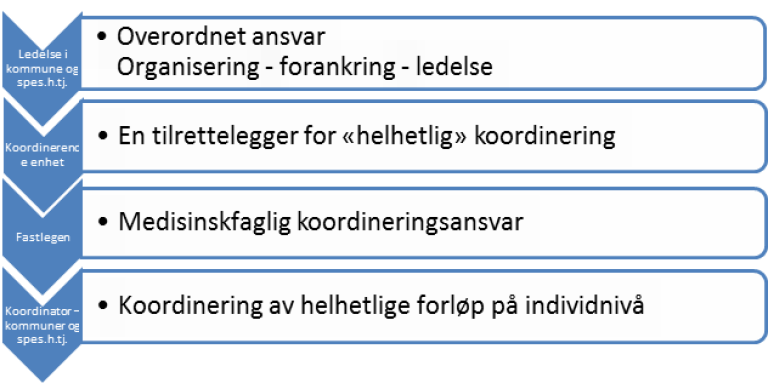 Ledelse i
kommune og
spes.h.tj.
• Overordnet ansvar
Organisering - forankring - ledelse
Koordinerend
e enhet
• En tilrettelegger for «helhetlig» koordinering
Fastlegen
• Medisinskfaglig koordineringsansvar
Koordinator –
kommuner og
spes.h.tj.
• Koordinering av helhetlige forløp på individnivå